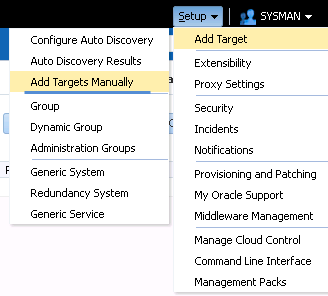 Setup SYSMAN
Configure Auto Discovery
Auto Discovery Results
Add Targets Manually
Group
Dynamic Group
Administration Groups
Generic System
Redundancy System
Generic Service
Add Target
Extensibility
Proxy Settings
Security
Incidents
Notifications
Provisioning and Patching
My Oracle Support
Middleware Management
Manage Cloud Control
Command Line Interface
Management Packs